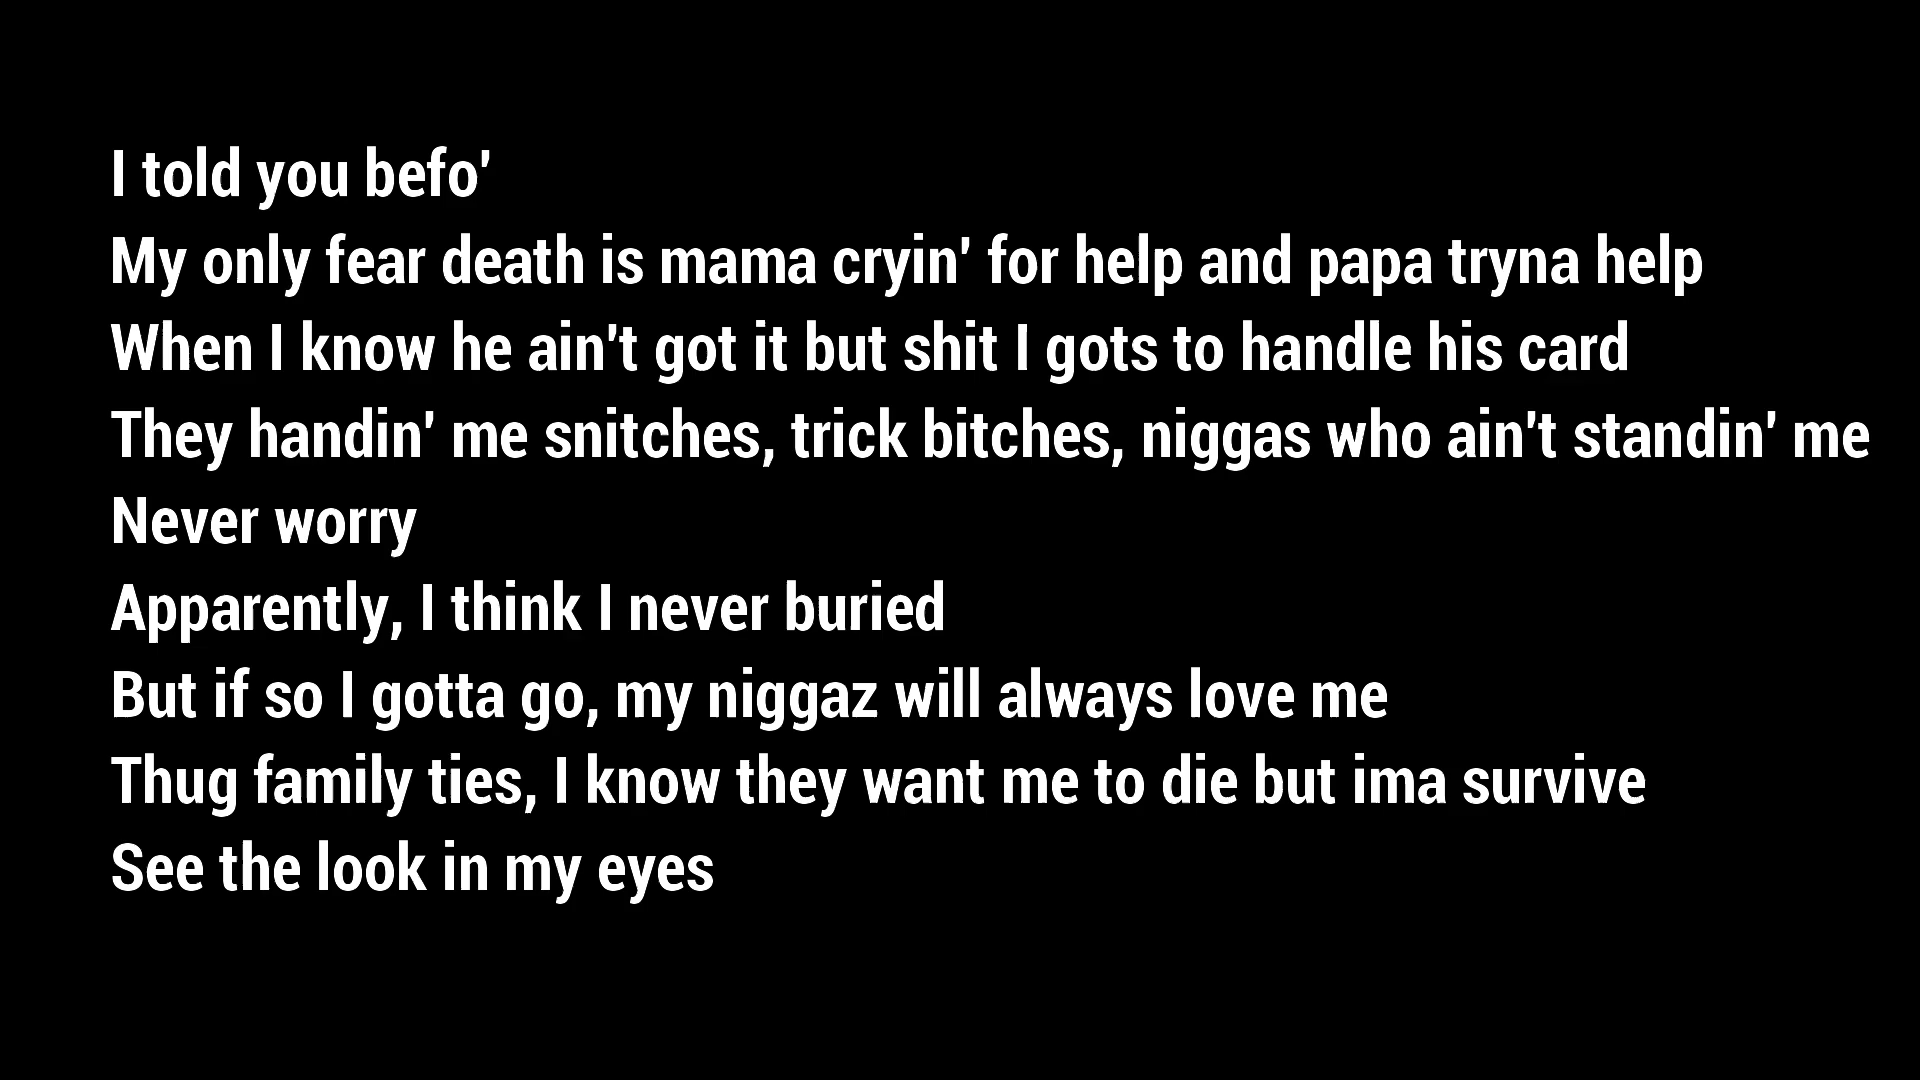 I told you befo'
My only fear death is mama cryin' for help and papa tryna help
When I know he ain't got it but shit I gots to handle his card
They handin' me snitches, trick bitches, niggas who ain't standin' me
Never worry
Apparently, I think I never buried
But if so I gotta go, my niggaz will always love me
Thug family ties, I know they want me to die but ima survive
See the look in my eyes